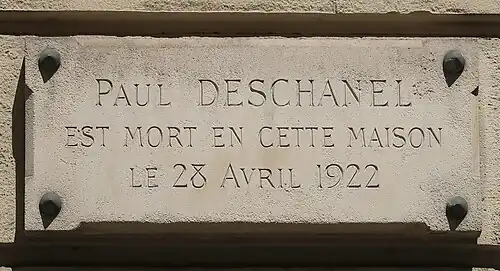 PAUL DESCHANEL
EST MORT EN CETTE MAISON
LE 28 AVRIL 1922